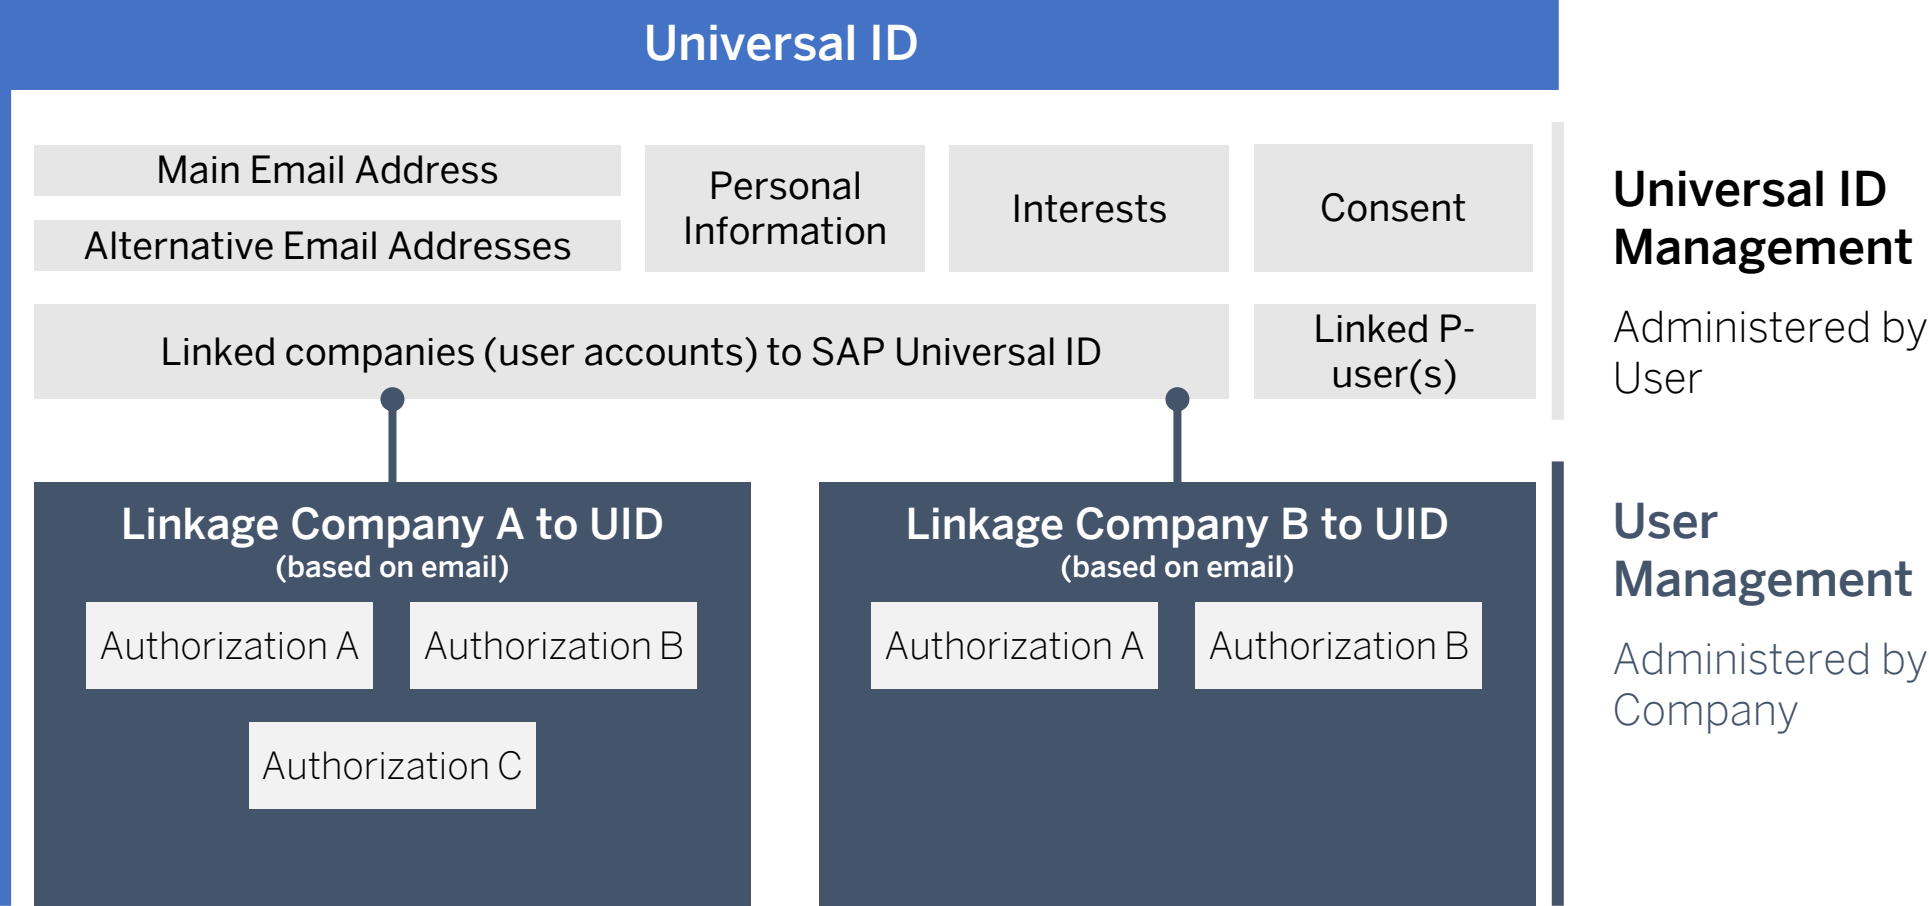 Universal ID
Main Email Address
Alternative Email Addresses
Personal
Information
Interests
Consent
Linked companies (user accounts) to SAP Universal ID
Linked P-
user(s)
Universal ID
Management
Administered by
User
Linkage Company A to UID
(based on email)
Authorization A
Authorization B
Authorization C
Linkage Company B to UID
(based on email)
Authorization A
Authorization B
User
Management
Administered by
Company